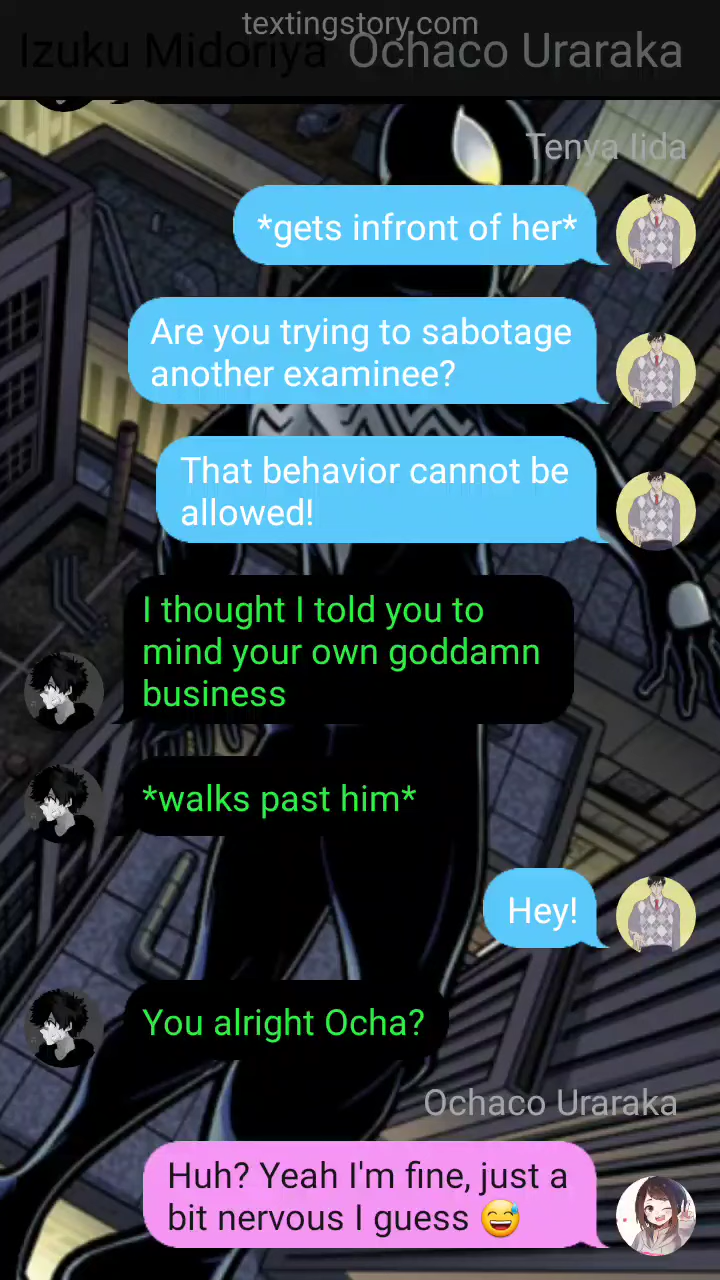 textingstory.com
Izuku Midoriya Ochaco Uraraka
Tenya Iida
*gets infront of her*
Are you trying to sabotage
another examinee?
That behavior cannot be
allowed!
I thought I told you to
mind your own goddamn
business
*walks past him*
Hey!
You alright Ocha?
Ochaco Uraraka
Huh? Yeah I'm fine, just a
bit nervous I guess 😅